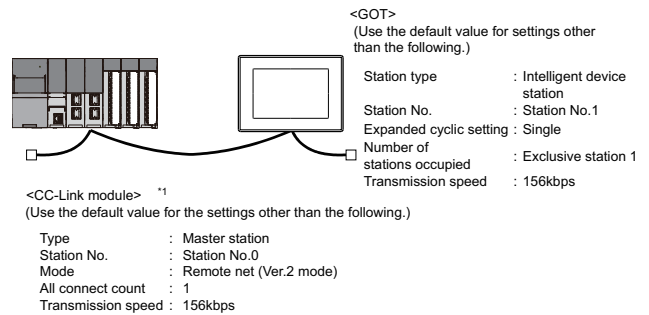 <GOT>
(Use the default value for settings other
than the following.)
Station type : Intelligent device
station
Station No. : Station No.1
Expanded cyclic setting : Single
Number of
stations occupied : Exclusive station 1
Transmission speed : 156kbps
<CC-Link module> *1
(Use the default value for the settings other than the following.)
Type : Master station
Station No. : Station No.0
Mode : Remote net (Ver.2 mode)
All connect count : 1
Transmission speed : 156kbps